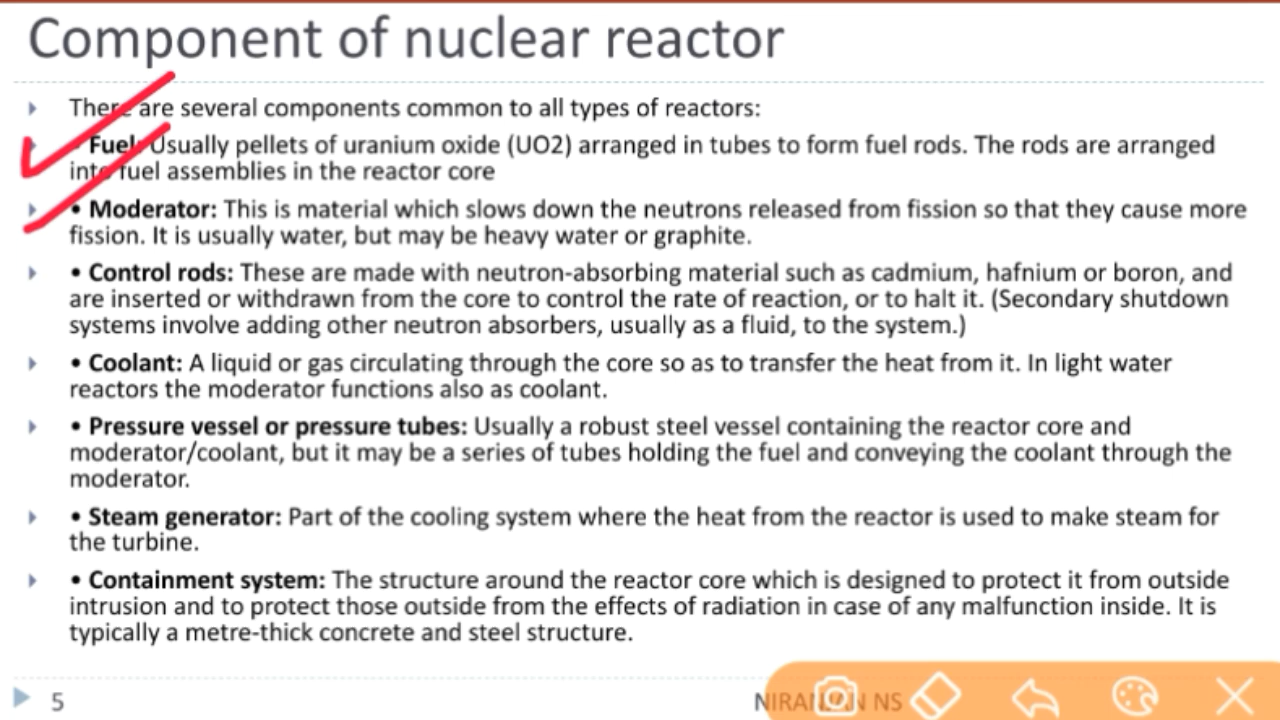 Component of nuclear reactor
There are several components common to all types of reactors:
• Fuel: Usually pellets of uranium oxide (UO2) arranged in tubes to form fuel rods. The rods are arranged
into fuel assemblies in the reactor core
• Moderator: This is material which slows down the neutrons released from fission so that they cause more
fission. It is usually water, but may be heavy water or graphite.
• Control rods: These are made with neutron-absorbing material such as cadmium, hafnium or boron, and
are inserted or withdrawn from the core to control the rate of reaction, or to halt it. (Secondary shutdown
systems involve adding other neutron absorbers, usually as a fluid, to the system.)
• Coolant: A liquid or gas circulating through the core so as to transfer the heat from it. In light water
reactors the moderator functions also as coolant.
• Pressure vessel or pressure tubes: Usually a robust steel vessel containing the reactor core and
moderator/coolant, but it may be a series of tubes holding the fuel and conveying the coolant through the
moderator.
• Steam generator: Part of the cooling system where the heat from the reactor is used to make steam for
the turbine.
• Containment system: The structure around the reactor core which is designed to protect it from outside
intrusion and to protect those outside from the effects of radiation in case of any malfunction inside. It is
typically a metre-thick concrete and steel structure.
5
NS